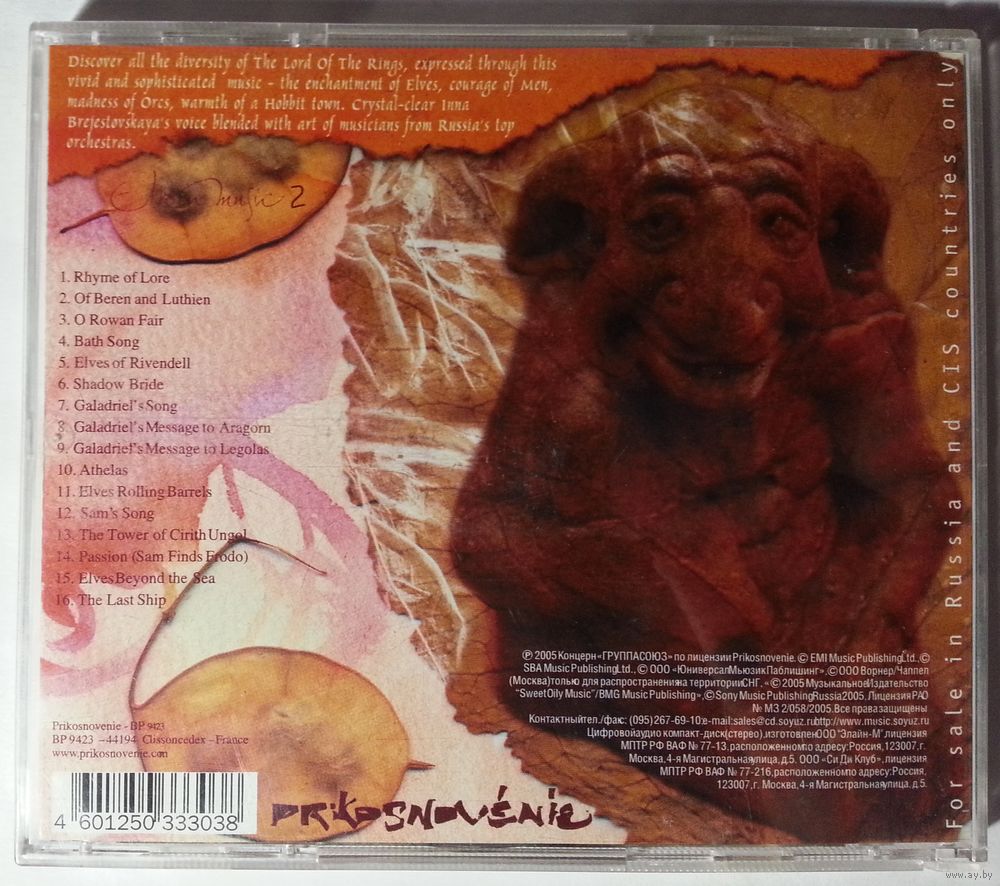 Discover all the diversity of The Lord Of The Rings, expressed through this
vivid and sophisticated music - the enchantment of Elves, courage of Men,
madness of Orcs, warmth of a Hobbit town. Crystal-clear Inna
Brejestovskaya's voice blended with art of musicians from Russia's top
orchestras.
music 2
1. Rhyme of Lore
2. Of Beren and Luthien
3. O Rowan Fair
4. Bath Song
5. Elves of Rivendell
6. Shadow Bride
7. Galadriel's Song
8. Galadriel's Message to Aragorn
9. Galadriel's Message to Legolas
10. Athelas
11. Elves Rolling Barrels
12. Sam's Song
13. The Tower of Cirith Ungol
14. Passion (Sam Finds Frodo)
15. Elves Beyond the Sea
16. The Last Ship
For sale in Russia and CIS countries only
℗ 2005 Концерн «ГРУППА СОЮЗ» по лицензии Prikosnovenie. © EMI Music Publishing Ltd., ©
SBA Music Publishing Ltd., © ООО «Юниверсал Мьюзик Паблишинг», © ООО Ворнер/Чаппел
(Москва) только для распространения на территории СНГ, «© 2005 Музыкальное Издательство
"SweetOily Music"/BMG Music Publishing», © Sony Music Publishing Russia 2005. Лицензия РАО
№ МЗ 2/058/2005. Все права защищены
Контактный тел./факс: (095) 267-69-10 e-mail: sales@cd.soyuz.ru http://www.music.soyuz.ru
Цифровой аудио компакт-диск (стерео), изготовлен ООО "Элайн-М" лицензия
МПТР РФ ВАФ № 77-13, расположенном по адресу: Россия, 123007, г.
Москва, 4-я Магистральная улица, д.5. ООО «Си Ди Клуб», лицензия
МПТР РФ ВАФ № 77-216, расположенном по адресу: Россия,
123007, г. Москва, 4-я Магистральная улица, д.5.
Prikosnovenie - BP 9423
BP 9423 -44194 Clissoncedex -France
www.prikosnovenie.com
4 601250 333038
PRIKOSNOVÉNIE
www.ay.by